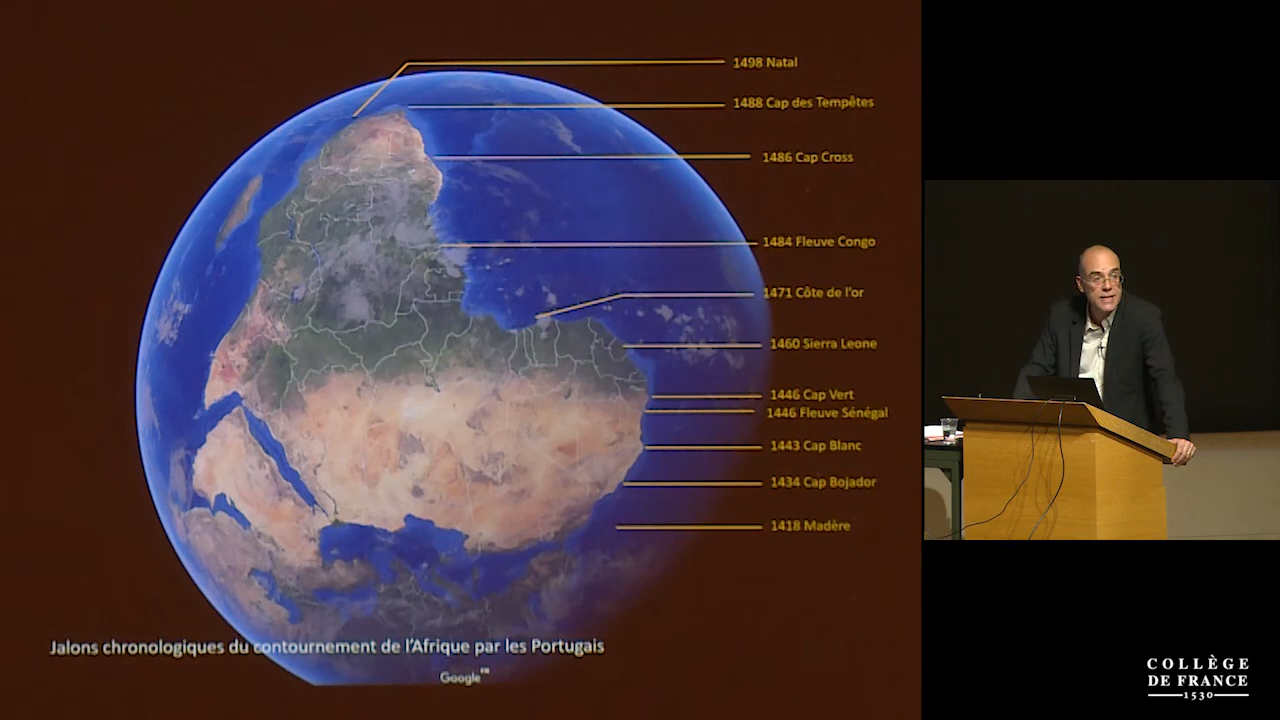 1498 Natal
1488 Cap des Tempêtes
1486 Cap Cross
1484 Fleuve Congo
1471 Côte de l'or
1460 Sierra Leone
1446 Cap Vert
1446 Fleuve Sénégal
1443 Cap Blanc
1434 Cap Bojador
1418 Madère
Jalons chronologiques du contournement de l'Afrique par les Portugais
Google™
COLLÈGE
DE FRANCE
1530